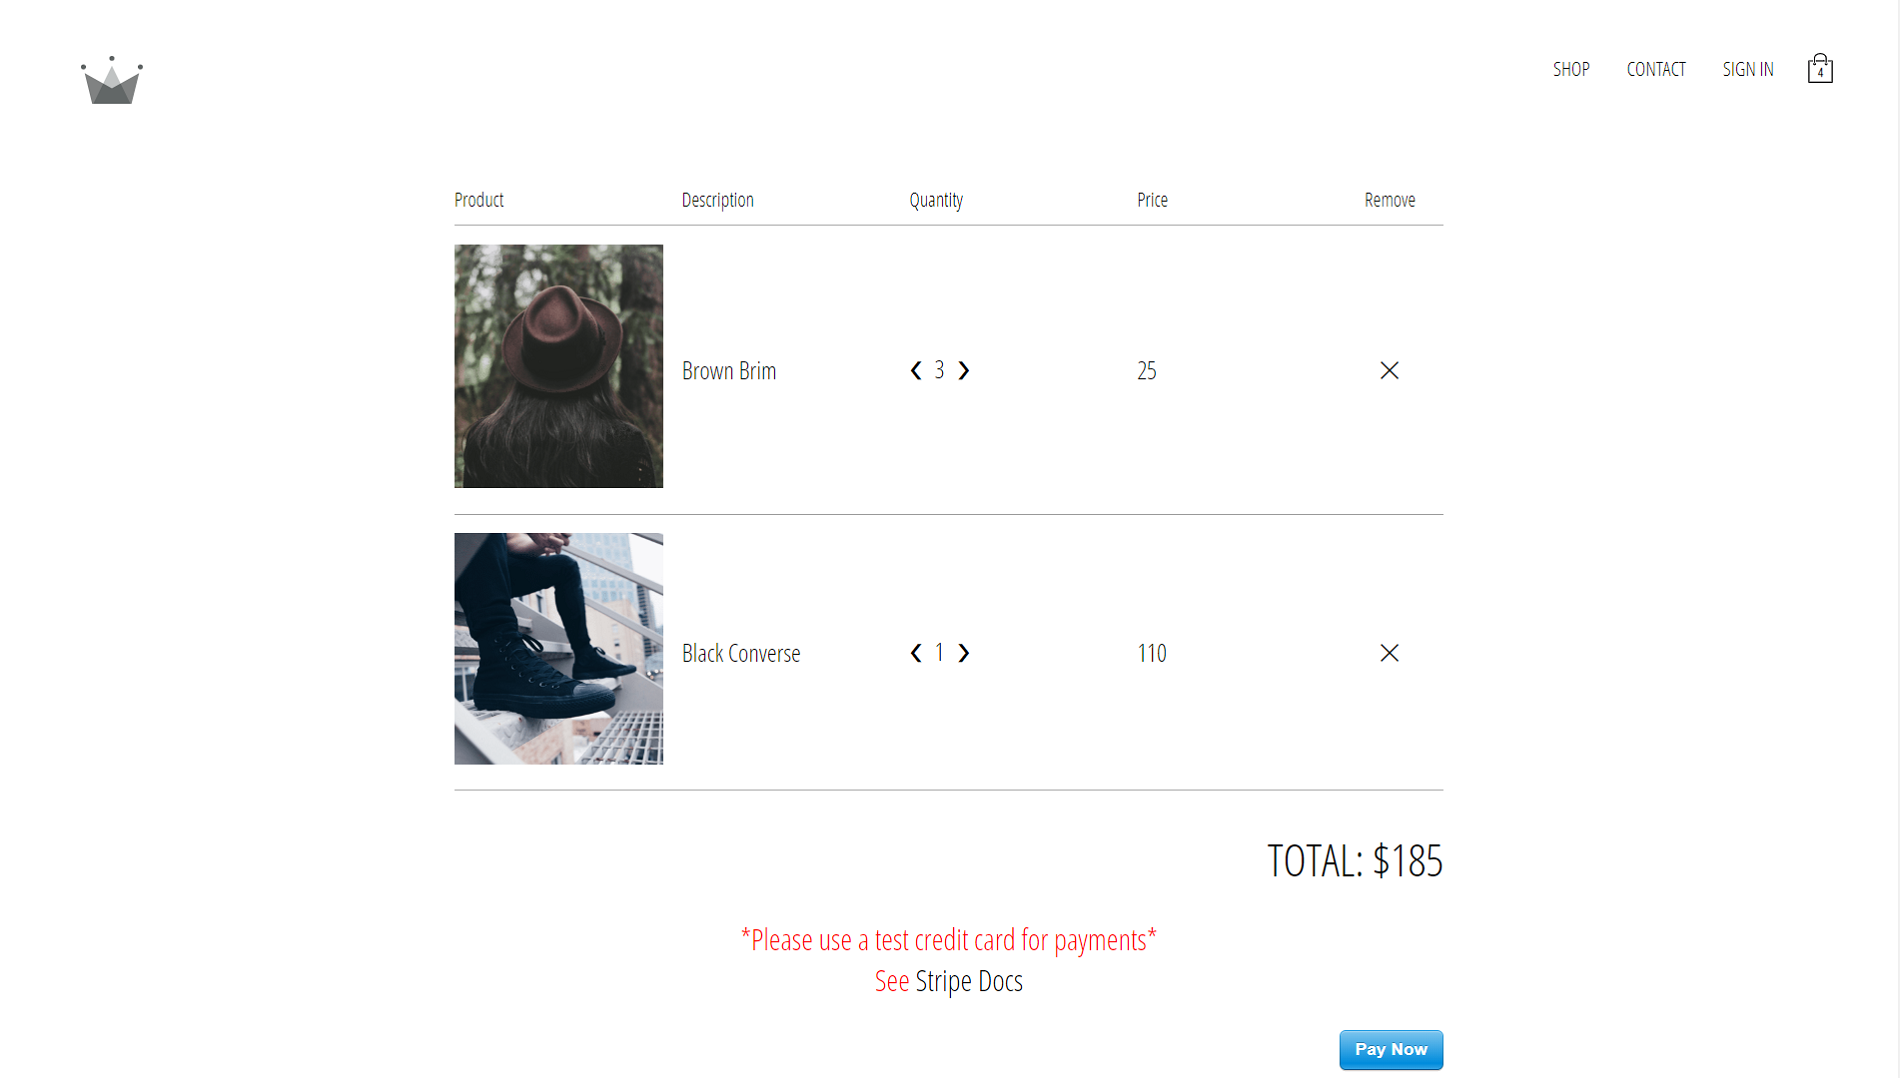 SHOP CONTACT SIGN IN 4
Product Description Quantity Price Remove
Brown Brim ❮ 3 ❯ 25 ✕
Black Converse ❮ 1 ❯ 110 ✕
TOTAL: $185
*Please use a test credit card for payments*
See Stripe Docs
Pay Now